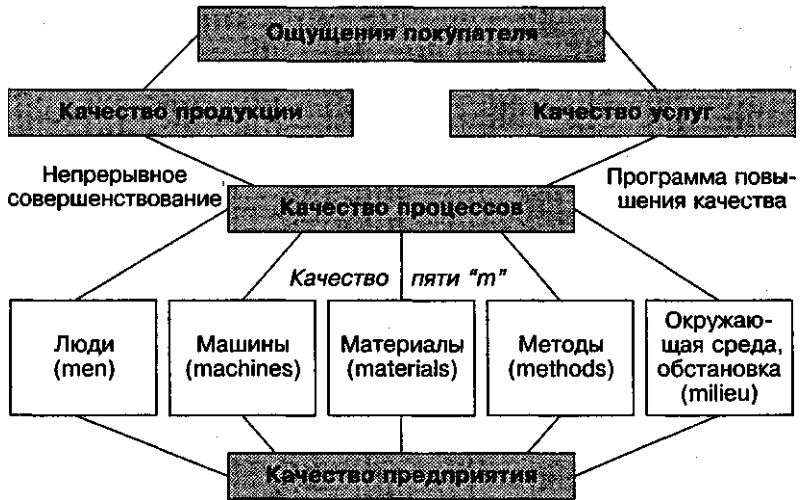 Ощущения покупателя
Качество продукции
Качество услуг
Непрерывное
совершенствование
Программа повы-
шения качества
Качество процессов
Качество пяти "m"
Люди
(men)
Машины
(machines)
Материалы
(materials)
Методы
(methods)
Окружаю-
щая среда,
обстановка
(milieu)
Качество предприятия